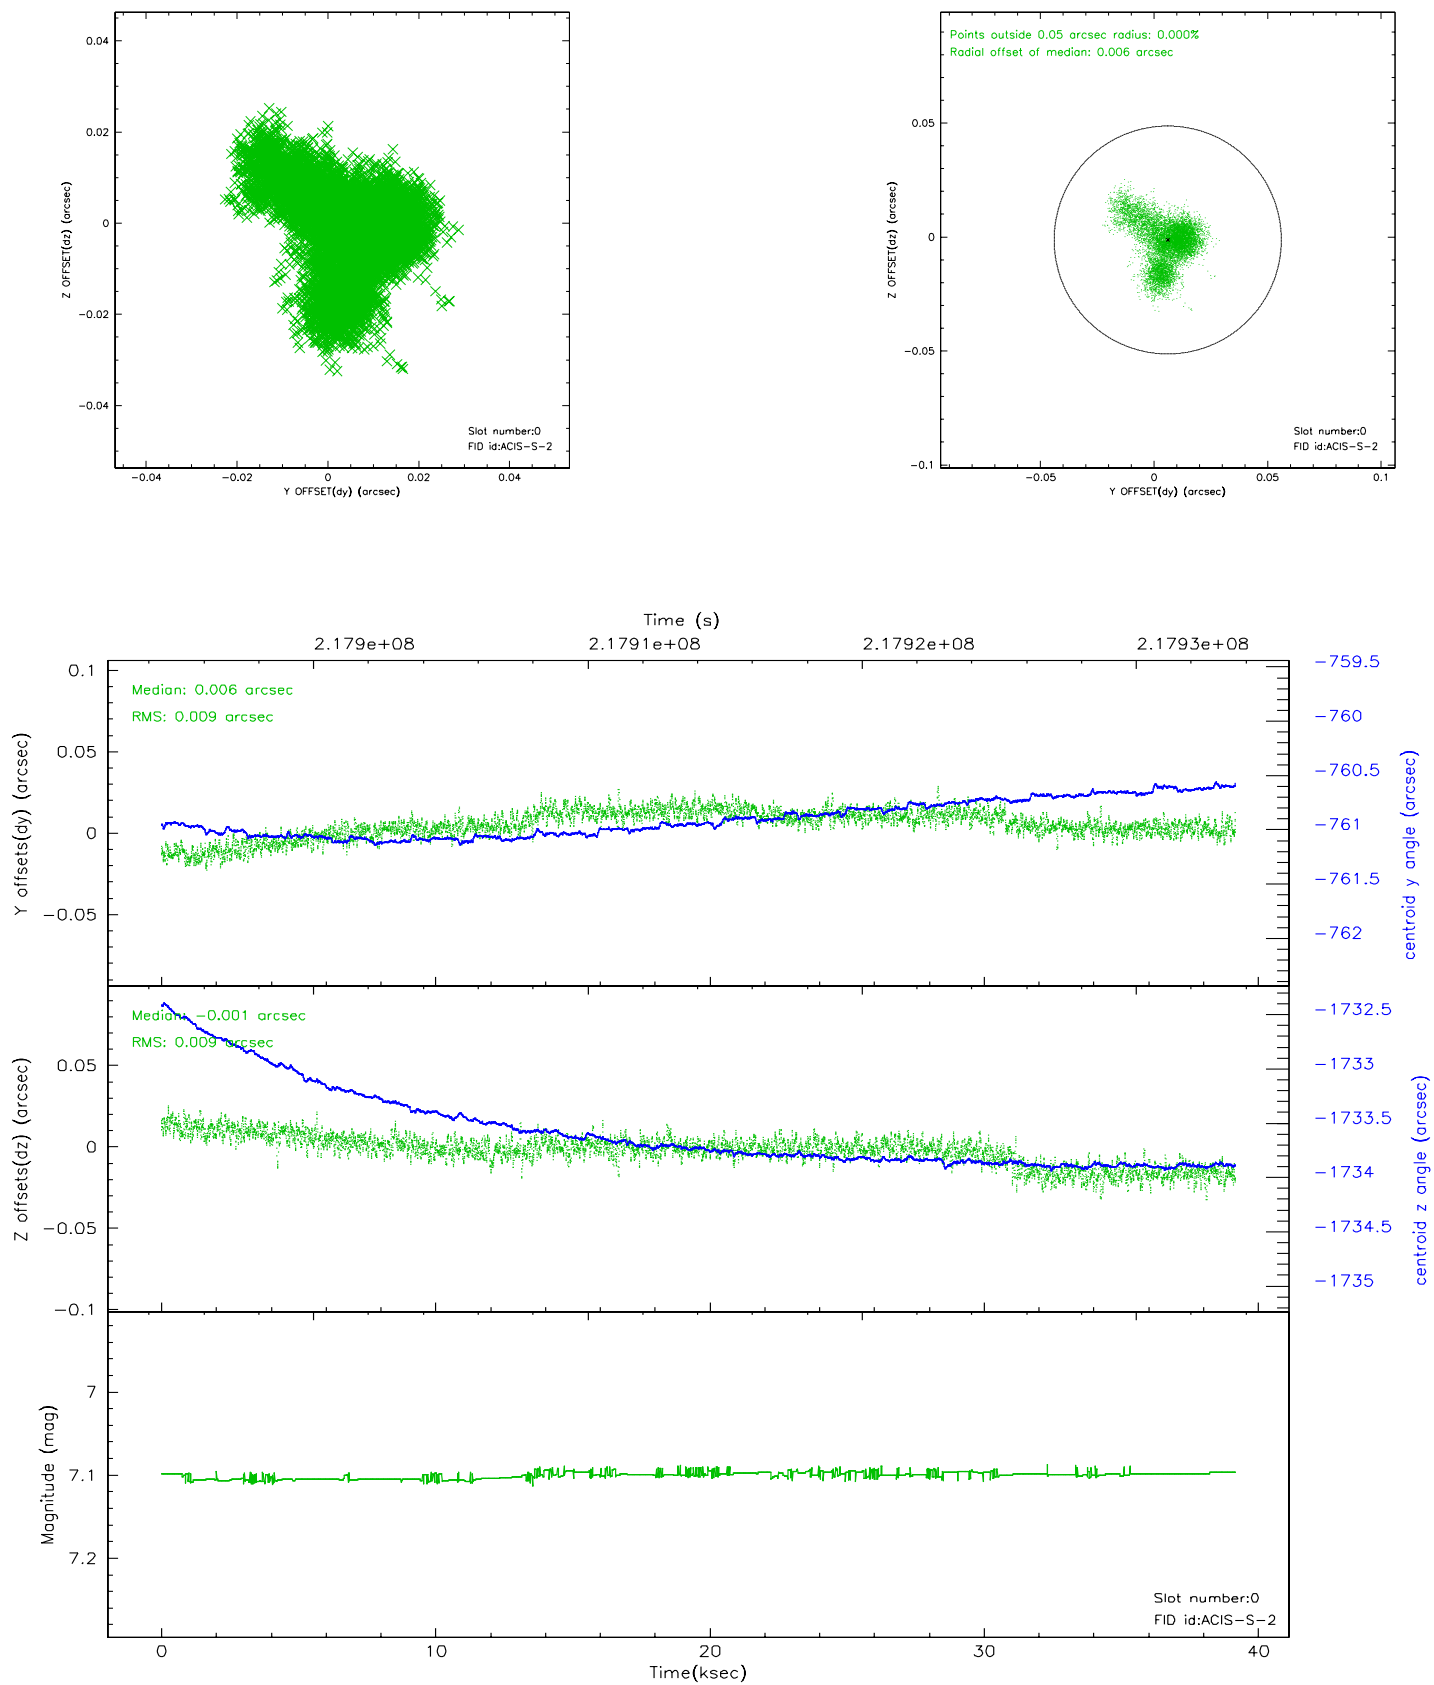 0.04
0.02
0
−0.02
−0.04
Z OFFSET(dz) (arcsec)
Slot number:0
FID id:ACIS−S−2
−0.04
−0.02
0
0.02
0.04
Y OFFSET(dy) (arcsec)
Points outside 0.05 arcsec radius: 0.000%
Radial offset of median: 0.006 arcsec
0.05
0
−0.05
−0.1
Z OFFSET(dz) (arcsec)
Slot number:0
FID id:ACIS−S−2
−0.05
0
0.05
0.1
Y OFFSET(dy) (arcsec)
Time (s)
2.179e+08
2.1791e+08
2.1792e+08
2.1793e+08
0.1
0.05
0
−0.05
Y offsets(dy) (arcsec)
Median: 0.006 arcsec
RMS: 0.009 arcsec
−759.5
−760
−760.5
−761
−761.5
−762
centroid y angle (arcsec)
0.05
0
−0.05
−0.1
Z offsets(dz) (arcsec)
Median: −0.001 arcsec
RMS: 0.009 arcsec
−1732.5
−1733
−1733.5
−1734
−1734.5
−1735
centroid z angle (arcsec)
7
7.1
7.2
Magnitude (mag)
Slot number:0
FID id:ACIS−S−2
0
10
20
30
40
Time(ksec)